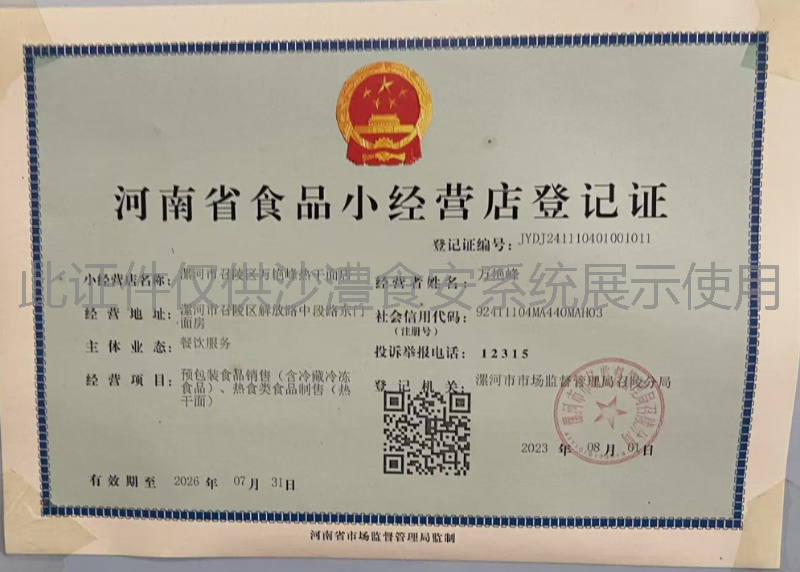 河南省食品小经营店登记证
登记证编号：JYDJ241110401001011
小经营店名称：漯河市召陵区万艳峰热干面店
经营者姓名：万艳峰
此证件仅供沙澧食安系统展示使用
经营地址：漯河市召陵区解放路中段路东门
面房
社会信用代码：92411104MA440MAH03
（注册号）
主体业态：餐饮服务
投诉举报电话：12315
经营项目：预包装食品销售（含冷藏冷冻
食品）、热食类食品制售（热
干面）
登记机关：漯河市市场监督管理局召陵分局
2023 年 08 月 01 日
有效期至 2026 年 07 月 31 日
河南省市场监督管理局监制